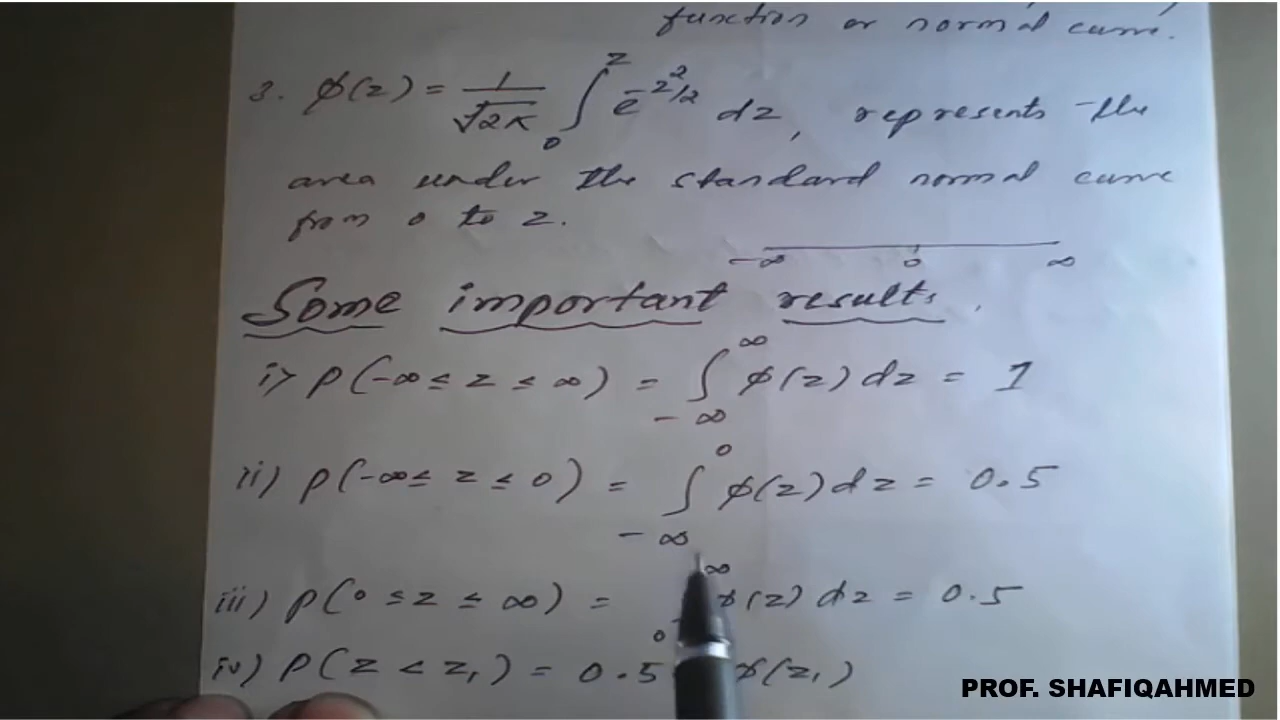 function or normal curve.
3. φ(z) = 1/√2π ∫₀ᶻ e^-z²/2 dz, represents the
area under the standard normal curve
from 0 to z.
-∞ 0 ∞
Some important results.
i> P(-∞ ≤ z ≤ ∞) = ∫_-∞^∞ φ(z) dz = 1
ii) P(-∞ ≤ z ≤ 0) = ∫_-∞^0 φ(z) dz = 0.5
iii) P(0 ≤ z ≤ ∞) = ₀ ^∞ φ(z) dz = 0.5
iv) P(z < z₁) = 0.5 φ(z₁)
PROF. SHAFIQAHMED